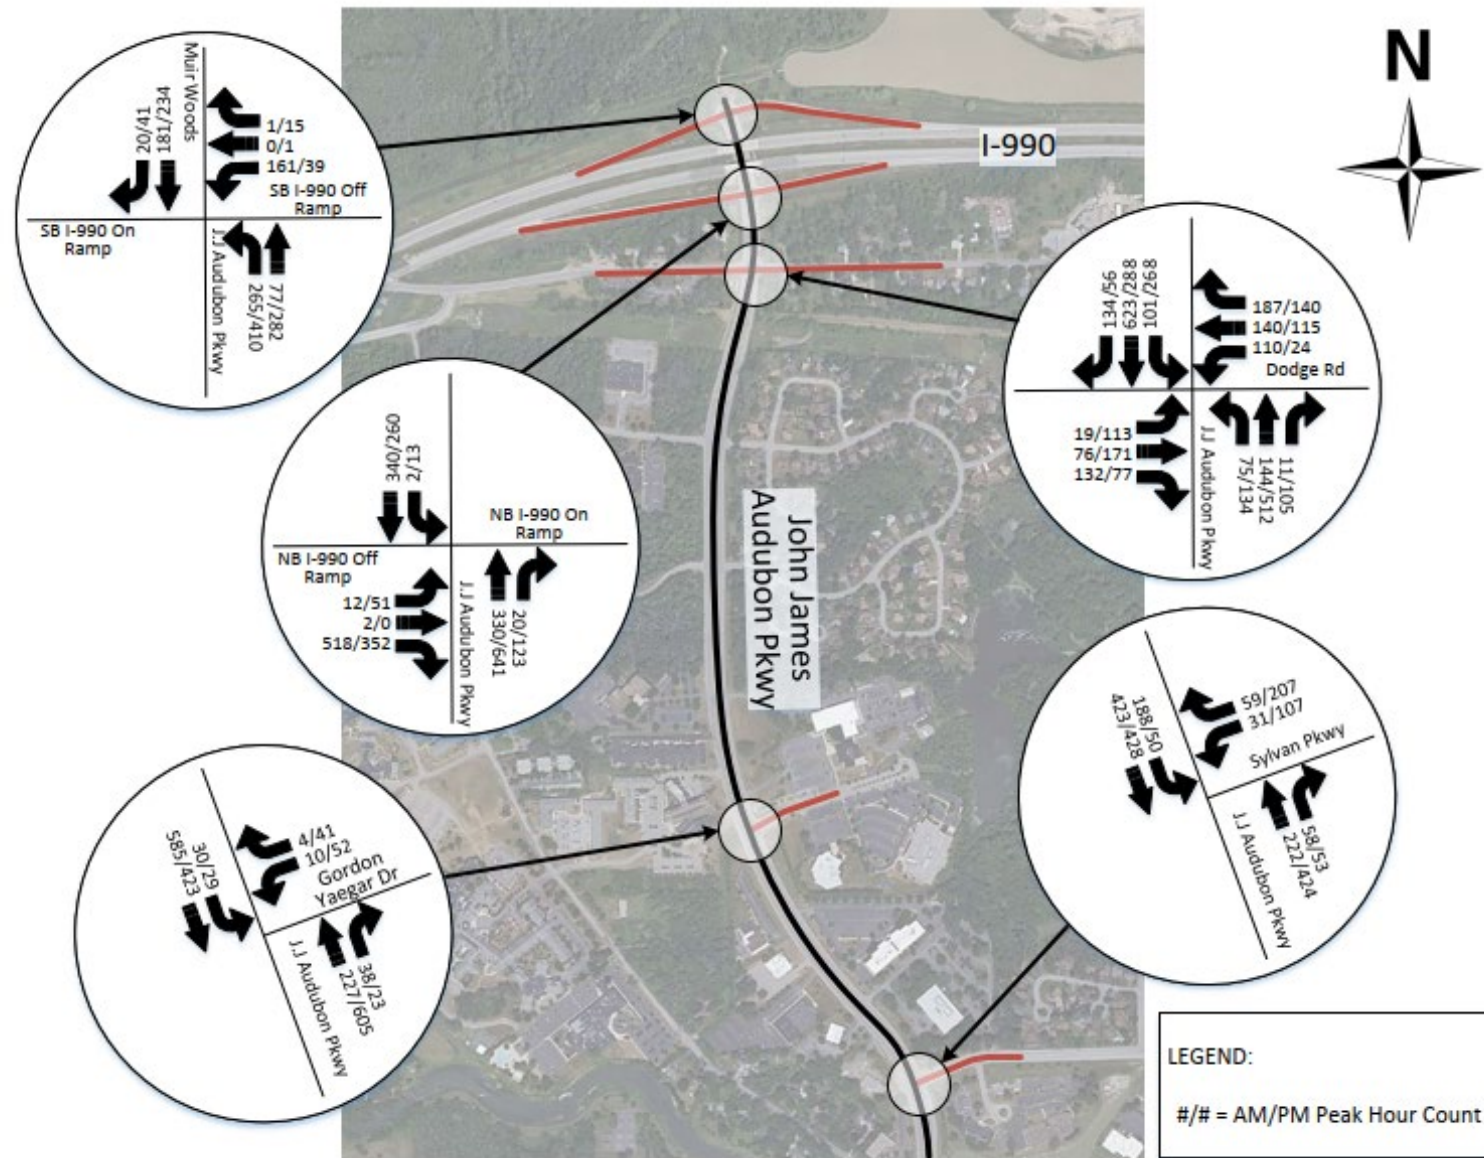 N
I-990
John James
Audubon Pkwy
Muir Woods
20/41
181/234
1/15
0/1
161/39
SB I-990 Off
Ramp
SB I-990 On
Ramp
J.J Audubon Pkwy
265/410
77/282
134/56
623/288
101/268
187/140
140/115
110/24
Dodge Rd
19/113
76/171
132/77
J.J Audubon Pkwy
75/134
144/512
11/105
340/260
2/13
NB I-990 On
Ramp
NB I-990 Off
Ramp
12/51
2/0
518/352
J.J Audubon Pkwy
330/641
20/123
188/50
423/428
59/207
31/107
Sylvan Pkwy
J.J Audubon Pkwy
58/53
222/424
30/29
585/423
4/41
10/52
Gordon
Yaegar Dr
J.J Audubon Pkwy
38/23
227/605
LEGEND:
#/# = AM/PM Peak Hour Count